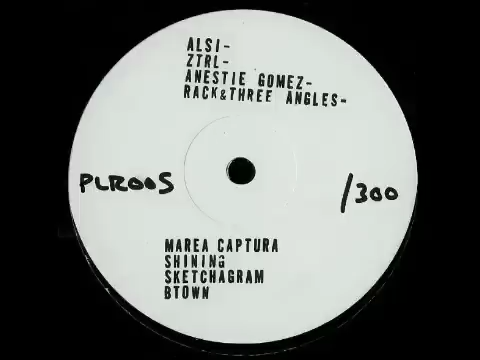 ALSI-
ZTRL-
ANESTIE GOMEZ-
RACK&THREE ANGLES-
PLR005
/300
MAREA CAPTURA
SHINING
SKETCHAGRAM
BTOWN